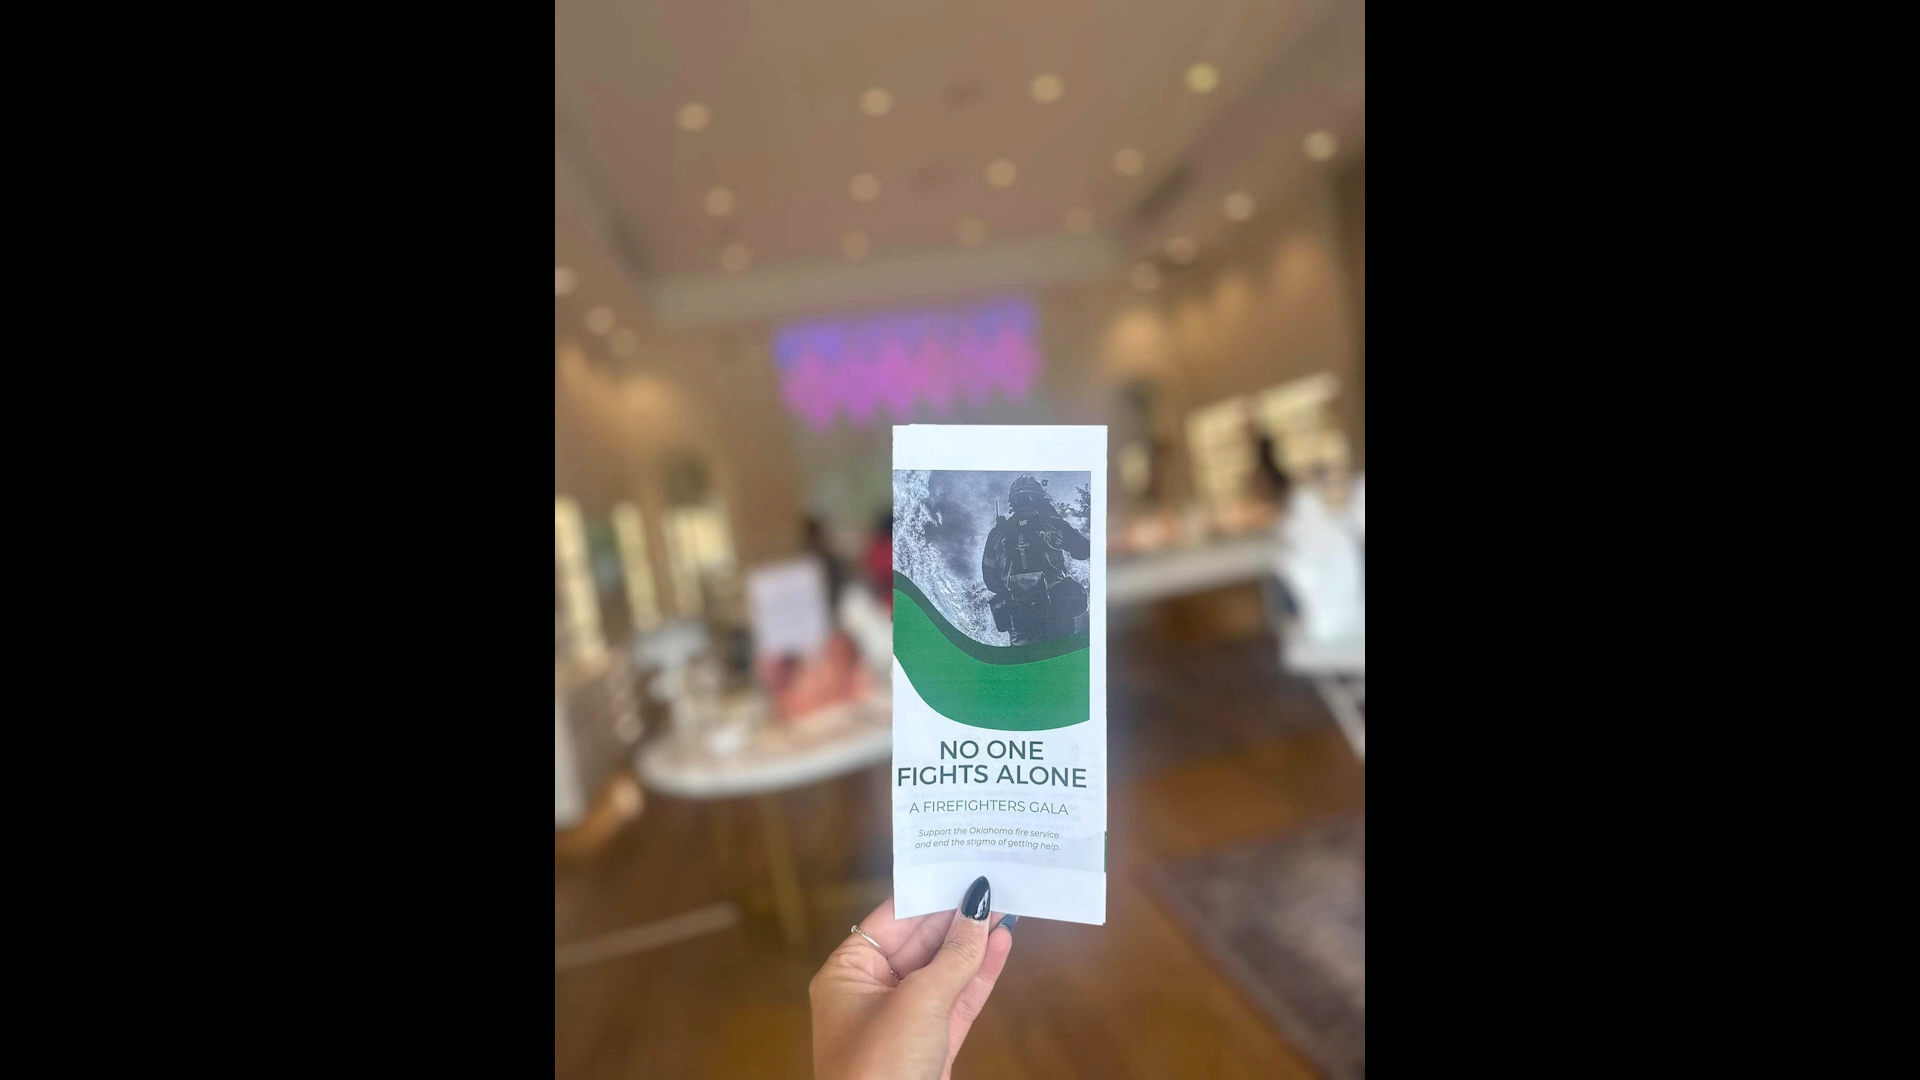 NO ONE
FIGHTS ALONE
A FIREFIGHTERS GALA
Support the Oklahoma fire service
and end the stigma of getting help.